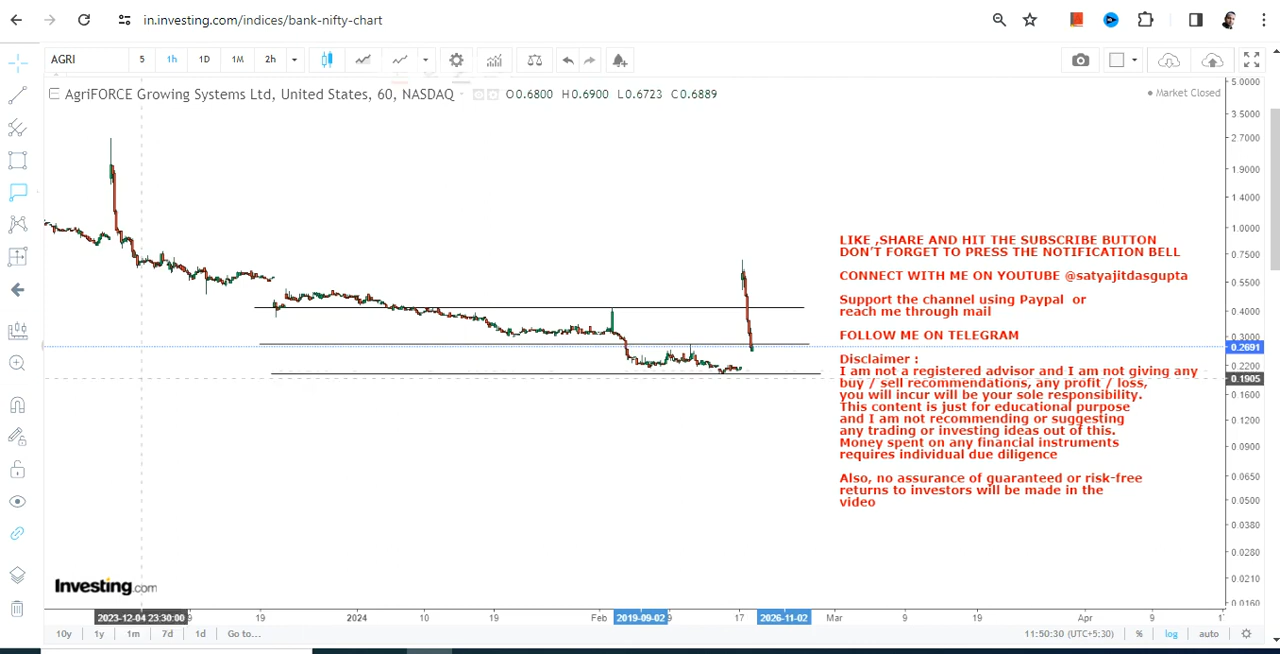 in.investing.com/indices/bank-nifty-chart
AGRI 5 1h 1D 1M 2h
AgriFORCE Growing Systems Ltd, United States, 60, NASDAQ O0.6800 H0.6900 L0.6723 C0.6889
Market Closed
5.0000
3.5000
2.7000
1.9000
1.4000
1.0000
0.7500
0.5500
0.4000
0.3000
0.2691
0.2200
0.1905
0.1600
0.1200
0.0900
0.0650
0.0500
0.0380
0.0280
0.0210
0.0160
LIKE ,SHARE AND HIT THE SUBSCRIBE BUTTON
DON'T FORGET TO PRESS THE NOTIFICATION BELL
CONNECT WITH ME ON YOUTUBE @satyajitdasgupta
Support the channel using Paypal or
reach me through mail
FOLLOW ME ON TELEGRAM
Disclaimer :
I am not a registered advisor and I am not giving any
buy / sell recommendations, any profit / loss,
you will incur will be your sole responsibility.
This content is just for educational purpose
and I am not recommending or suggesting
any trading or investing ideas out of this.
Money spent on any financial instruments
requires individual due diligence
Also, no assurance of guaranteed or risk-free
returns to investors will be made in the
video
Investing.com
2023-12-04 23:30:00 19 2024 10 19 Feb 2019-09-02 17 2026-11-02 Mar 9 19 Apr 9
10y 1y 1m 7d 1d Go to... 11:50:30 (UTC+5:30) % log auto